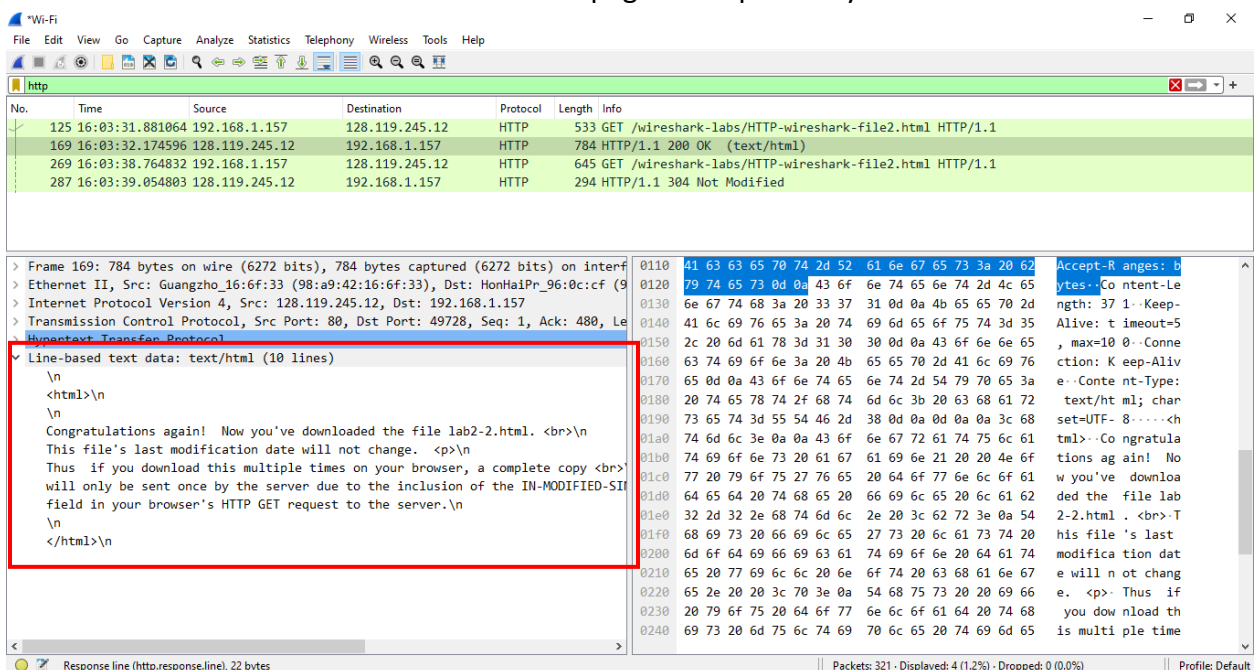 *Wi-Fi
File Edit View Go Capture Analyze Statistics Telephony Wireless Tools Help
http
No. Time Source Destination Protocol Length Info
125 16:03:31.881064 192.168.1.157 128.119.245.12 HTTP 533 GET /wireshark-labs/HTTP-wireshark-file2.html HTTP/1.1
169 16:03:32.174596 128.119.245.12 192.168.1.157 HTTP 784 HTTP/1.1 200 OK (text/html)
269 16:03:38.764832 192.168.1.157 128.119.245.12 HTTP 645 GET /wireshark-labs/HTTP-wireshark-file2.html HTTP/1.1
287 16:03:39.054803 128.119.245.12 192.168.1.157 HTTP 294 HTTP/1.1 304 Not Modified
> Frame 169: 784 bytes on wire (6272 bits), 784 bytes captured (6272 bits) on interf
> Ethernet II, Src: Guangzho_16:6f:33 (98:a9:42:16:6f:33), Dst: HonHaiPr_96:0c:cf (9
> Internet Protocol Version 4, Src: 128.119.245.12, Dst: 192.168.1.157
> Transmission Control Protocol, Src Port: 80, Dst Port: 49728, Seq: 1, Ack: 480, Le
> Hypertext Transfer Protocol
Line-based text data: text/html (10 lines)
\n
<html>\n
\n
Congratulations again! Now you've downloaded the file lab2-2.html. <br>\n
This file's last modification date will not change. <p>\n
Thus if you download this multiple times on your browser, a complete copy <br>\
will only be sent once by the server due to the inclusion of the IN-MODIFIED-SIN
field in your browser's HTTP GET request to the server.\n
\n
</html>\n
0110 41 63 63 65 70 74 2d 52 61 6e 67 65 73 3a 20 62 Accept-R anges: b
0120 79 74 65 73 0d 0a 43 6f 6e 74 65 6e 74 2d 4c 65 ytes··Co ntent-Le
0130 6e 67 74 68 3a 20 33 37 31 0d 0a 4b 65 65 70 2d ngth: 37 1··Keep-
0140 41 6c 69 76 65 3a 20 74 69 6d 65 6f 75 74 3d 35 Alive: t imeout=5
0150 2c 20 6d 61 78 3d 31 30 30 0d 0a 43 6f 6e 6e 65 , max=10 0··Conne
0160 63 74 69 6f 6e 3a 20 4b 65 65 70 2d 41 6c 69 76 ction: K eep-Aliv
0170 65 0d 0a 43 6f 6e 74 65 6e 74 2d 54 79 70 65 3a e··Conte nt-Type:
0180 20 74 65 78 74 2f 68 74 6d 6c 3b 20 63 68 61 72 text/ht ml; char
0190 73 65 74 3d 55 54 46 2d 38 0d 0a 0d 0a 0a 3c 68 set=UTF- 8·····<h
01a0 74 6d 6c 3e 0a 0a 43 6f 6e 67 72 61 74 75 6c 61 tml>··Co ngratula
01b0 74 69 6f 6e 73 20 61 67 61 69 6e 21 20 20 4e 6f tions ag ain! No
01c0 77 20 79 6f 75 27 76 65 20 64 6f 77 6e 6c 6f 61 w you've downloa
01d0 64 65 64 20 74 68 65 20 66 69 6c 65 20 6c 61 62 ded the file lab
01e0 32 2d 32 2e 68 74 6d 6c 2e 20 3c 62 72 3e 0a 54 2-2.html . <br>·T
01f0 68 69 73 20 66 69 6c 65 27 73 20 6c 61 73 74 20 his file 's last
0200 6d 6f 64 69 66 69 63 61 74 69 6f 6e 20 64 61 74 modifica tion dat
0210 65 20 77 69 6c 6c 20 6e 6f 74 20 63 68 61 6e 67 e will n ot chang
0220 65 2e 20 20 3c 70 3e 0a 54 68 75 73 20 20 69 66 e. <p>· Thus if
0230 20 79 6f 75 20 64 6f 77 6e 6c 6f 61 64 20 74 68 you dow nload th
0240 69 73 20 6d 75 6c 74 69 70 6c 65 20 74 69 6d 65 is multi ple time
Response line (http.response.line), 22 bytes Packets: 321 · Displayed: 4 (1.2%) · Dropped: 0 (0.0%) Profile: Default